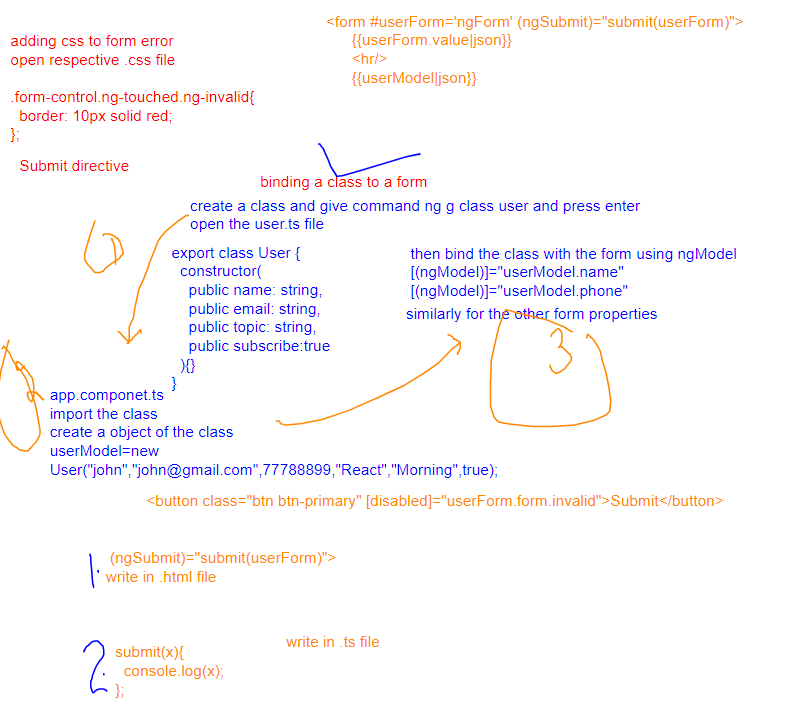 <form #userForm='ngForm' (ngSubmit)="submit(userForm)">
{{userForm.value|json}}
<hr/>
{{userModel|json}}
adding css to form error
open respective .css file
.form-control.ng-touched.ng-invalid{
border: 10px solid red;
};
Submit directive
binding a class to a form
create a class and give command ng g class user and press enter
open the user.ts file
export class User {
constructor(
public name: string,
public email: string,
public topic: string,
public subscribe:true
){}
}
then bind the class with the form using ngModel
[(ngModel)]="userModel.name"
[(ngModel)]="userModel.phone"
similarly for the other form properties
3
app.componet.ts
import the class
create a object of the class
userModel=new
User("john","john@gmail.com",77788899,"React","Morning",true);
<button class="btn btn-primary" [disabled]="userForm.form.invalid">Submit</button>
1. (ngSubmit)="submit(userForm)">
write in .html file
write in .ts file
2. submit(x){
console.log(x);
};